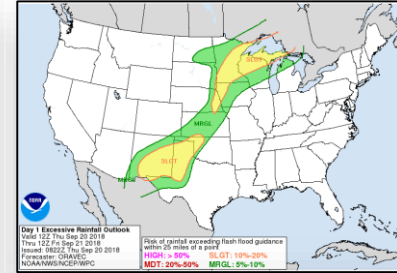 SLGT
MRGL
SLGT
MRGL
NOAA
Day 1 Excessive Rainfall Outlook
Valid 12Z Thu Sep 20 2018
Thru 12Z Fri Sep 21 2018
Issued: 0822Z Thu Sep 20 2018
Forecaster: ORAVEC
NOAA/NWS/NCEP/WPC
Risk of rainfall exceeding flash flood guidance
within 25 miles of a point
HIGH: > 50% SLGT: 10%-20%
MDT: 20%-50% MRGL: 5%-10%